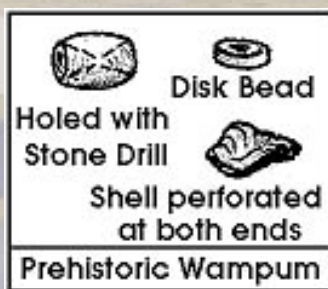 Disk Bead
Holed with
Stone Drill
Shell perforated
at both ends
Prehistoric Wampum